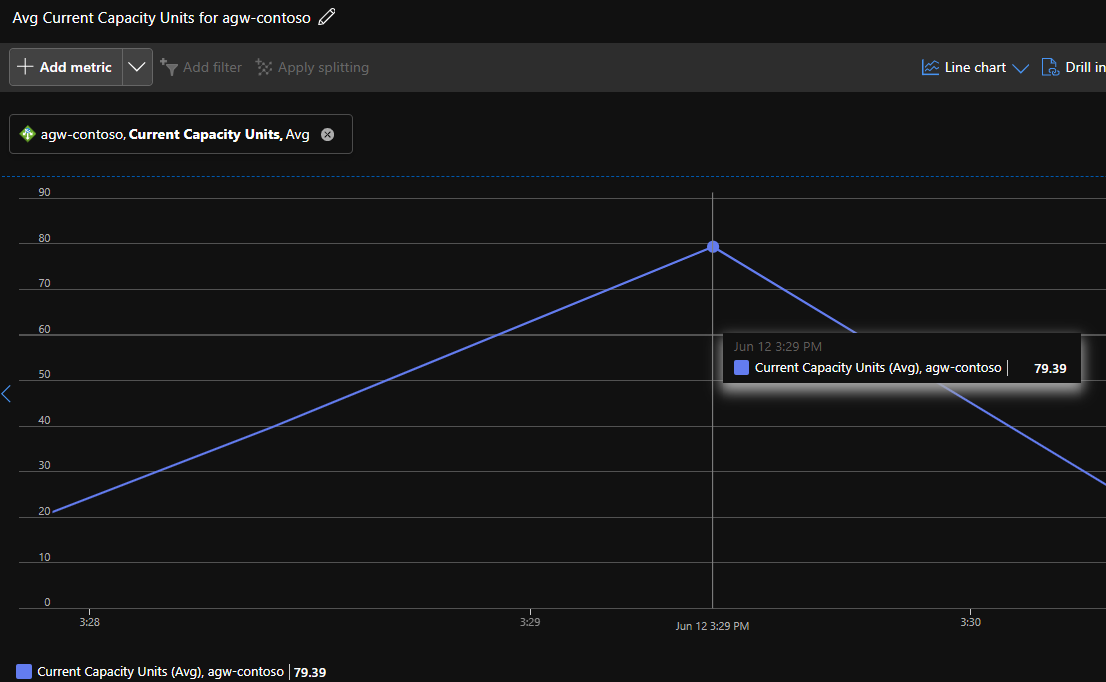 Avg Current Capacity Units for agw-contoso
Add metric
Add filter
Apply splitting
Line chart
Drill in
agw-contoso, Current Capacity Units, Avg
90
80
70
60
50
40
30
20
10
0
Jun 12 3:29 PM
Current Capacity Units (Avg), agw-contoso 79.39
3:28
3:29
Jun 12 3:29 PM
3:30
Current Capacity Units (Avg), agw-contoso 79.39